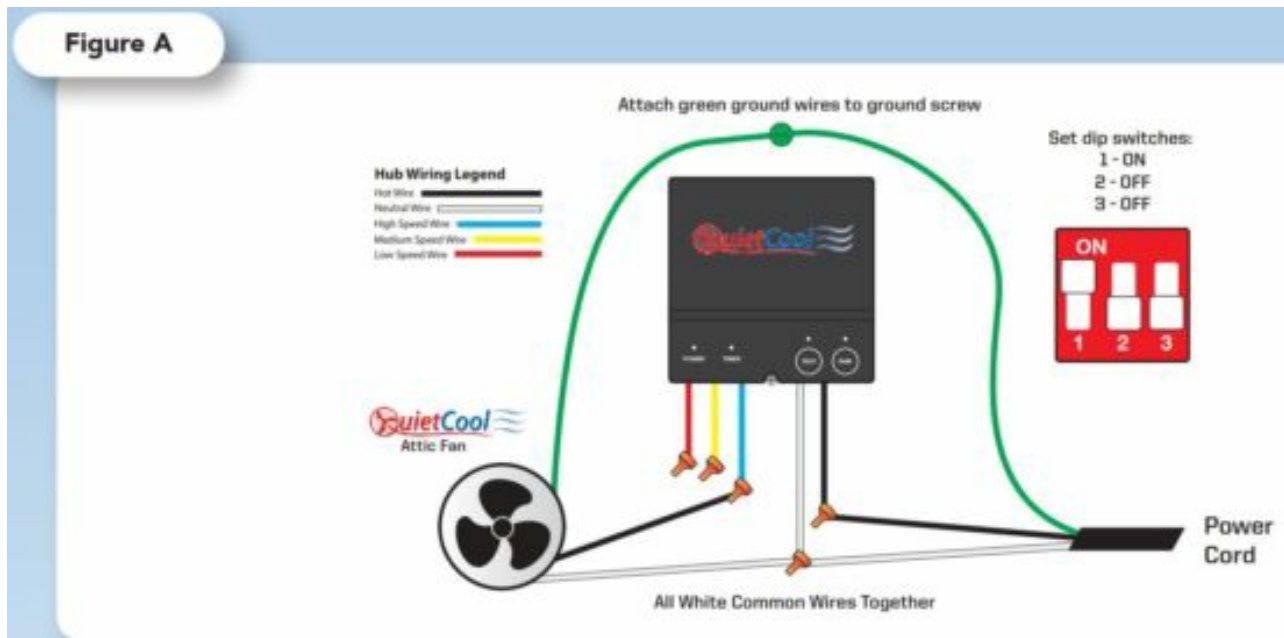 Figure A
Attach green ground wires to ground screw
Set dip switches:
1 - ON
2 - OFF
3 - OFF
Hub Wiring Legend
Hot Wire
Neutral Wire
High Speed Wire
Medium Speed Wire
Low Speed Wire
QuietCool
ON
1 2 3
POWER
QuietCool
Attic Fan
Power
Cord
All White Common Wires Together